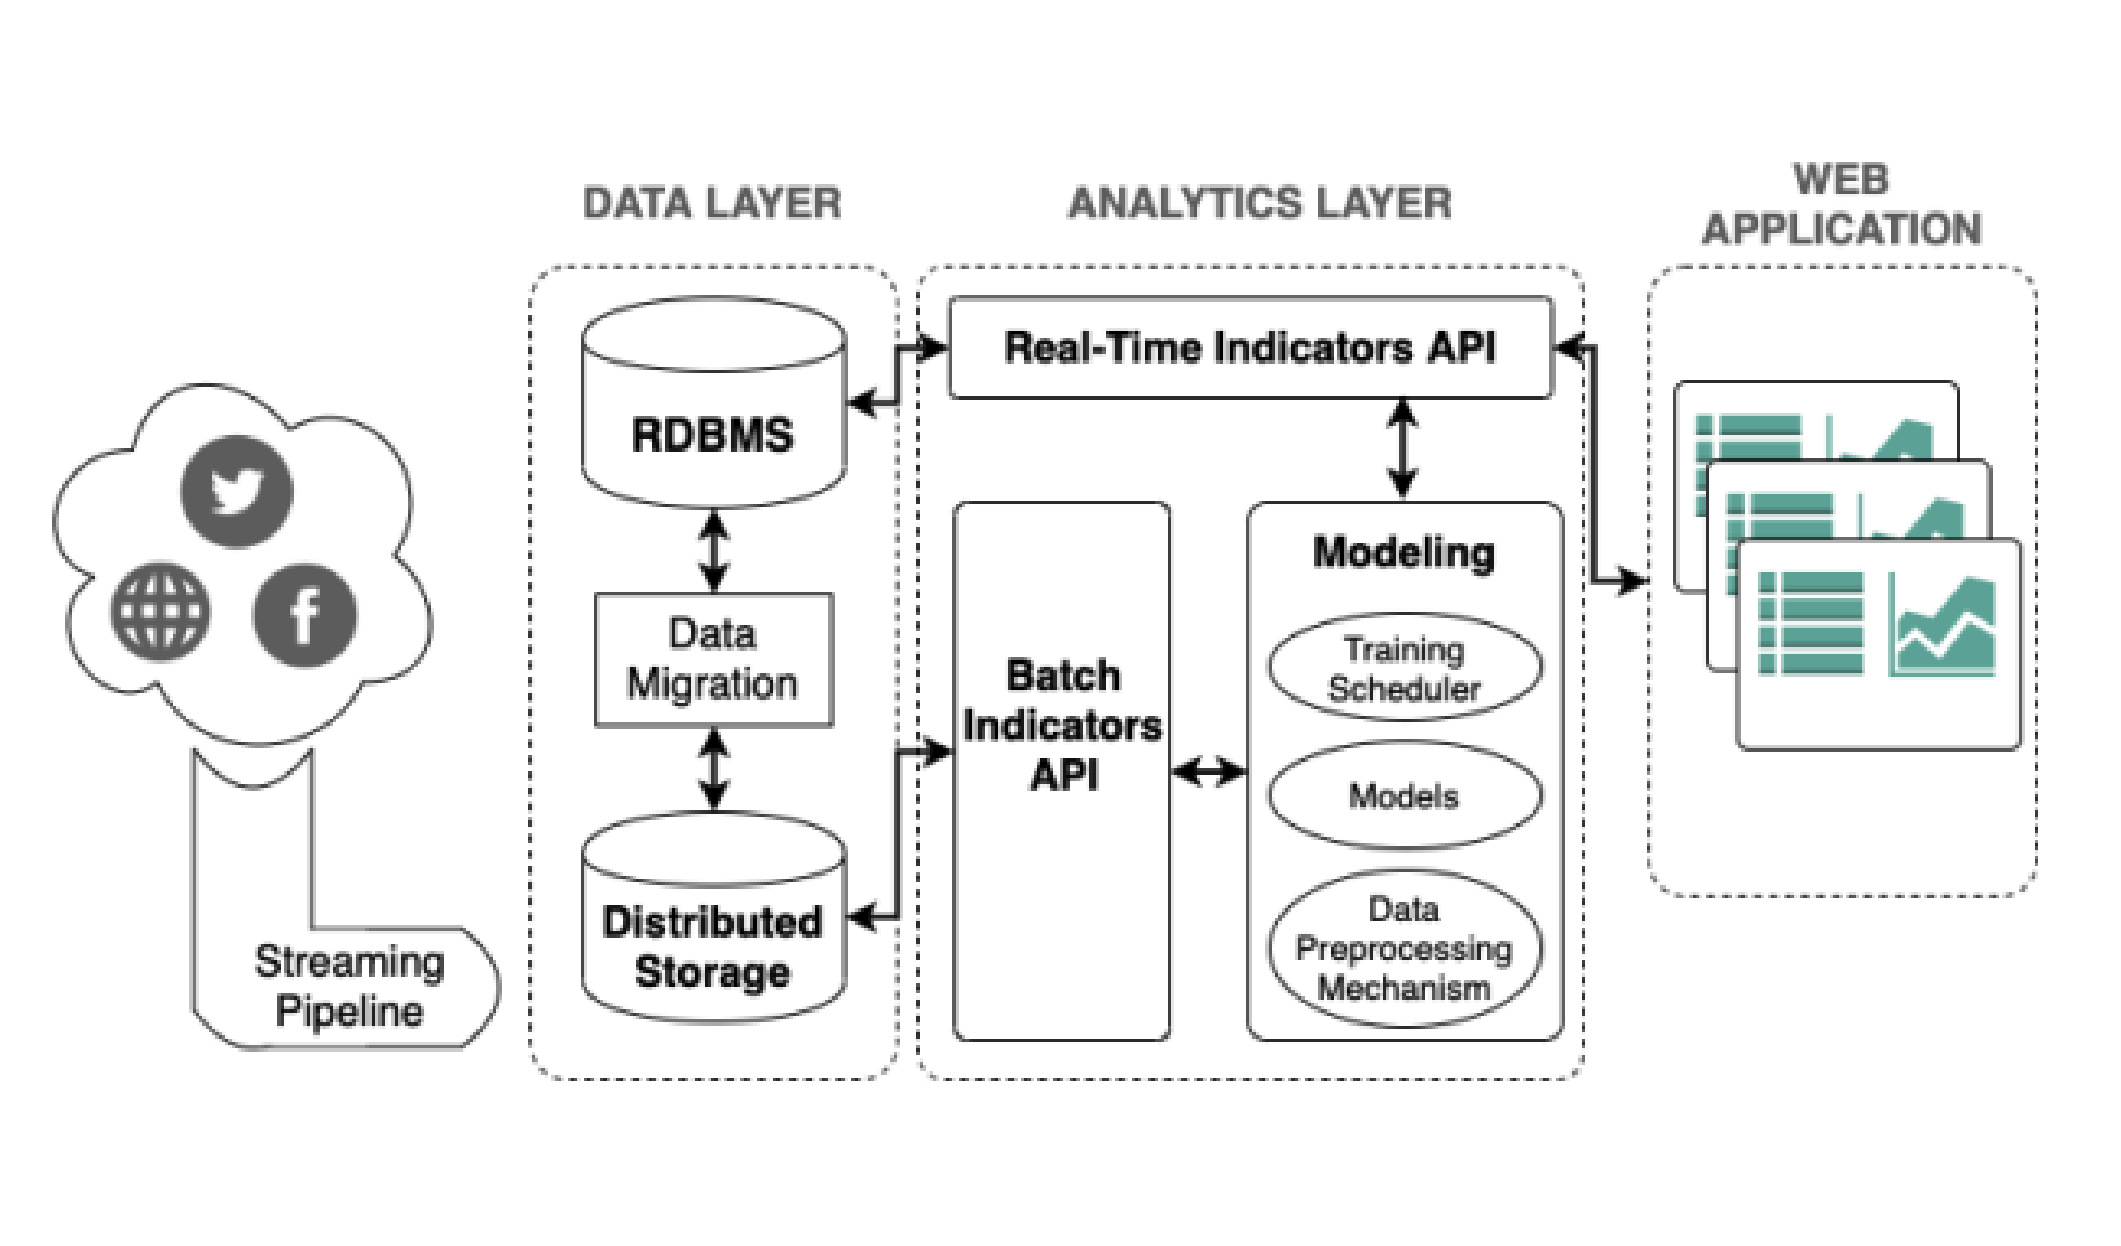 DATA LAYER
ANALYTICS LAYER
WEB
APPLICATION
RDBMS
Data
Migration
Distributed
Storage
Streaming
Pipeline
Real-Time Indicators API
Batch
Indicators
API
Modeling
Training
Scheduler
Models
Data
Preprocessing
Mechanism